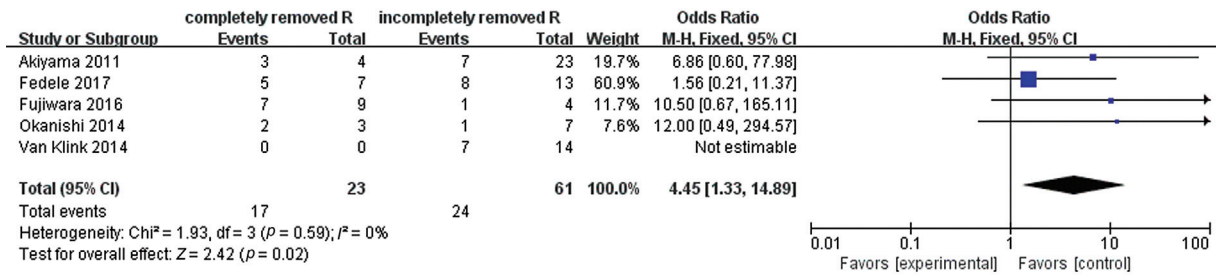 completely removed R incompletely removed R Odds Ratio Odds Ratio
Study or Subgroup Events Total Events Total Weight M-H, Fixed, 95% CI M-H, Fixed, 95% CI
Akiyama 2011 3 4 7 23 19.7% 6.86 [0.60, 77.98]
Fedele 2017 5 7 8 13 60.9% 1.56 [0.21, 11.37]
Fujiwara 2016 7 9 1 4 11.7% 10.50 [0.67, 165.11]
Okanishi 2014 2 3 1 7 7.6% 12.00 [0.49, 294.57]
Van Klink 2014 0 0 7 14 Not estimable
Total (95% CI) 23 61 100.0% 4.45 [1.33, 14.89]
Total events 17 24
Heterogeneity: Chi² = 1.93, df = 3 (p = 0.59); I² = 0%
Test for overall effect: Z = 2.42 (p = 0.02)
0.01 0.1 1 10 100
Favors [experimental] Favors [control]